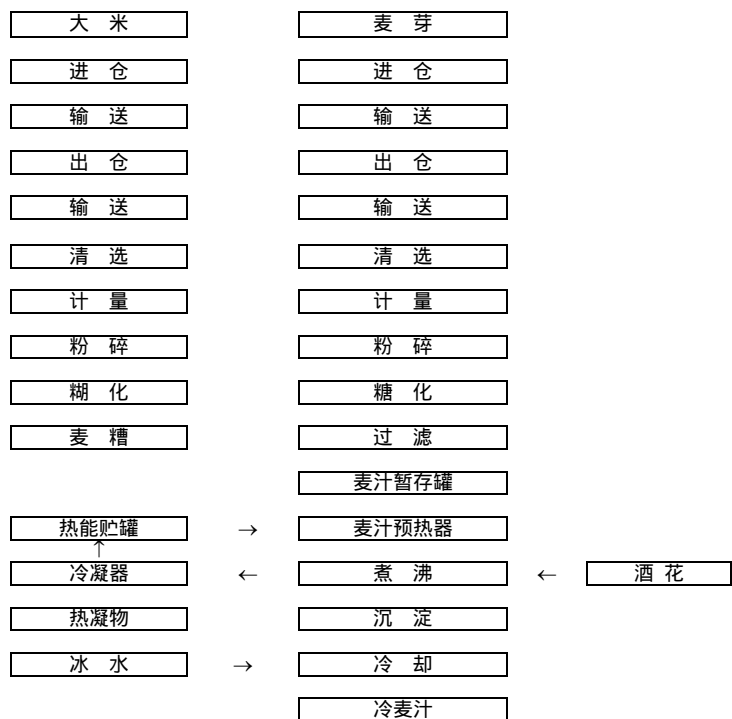 大 米 麦 芽
进 仓 进 仓
输 送 输 送
出 仓 出 仓
输 送 输 送
清 选 清 选
计 量 计 量
粉 碎 粉 碎
糊 化 糖 化
麦 糟 过 滤
麦汁暂存罐
热能贮罐 → 麦汁预热器
↑
冷凝器 ← 煮 沸 ← 酒 花
热凝物 沉 淀
冰 水 → 冷 却
冷麦汁